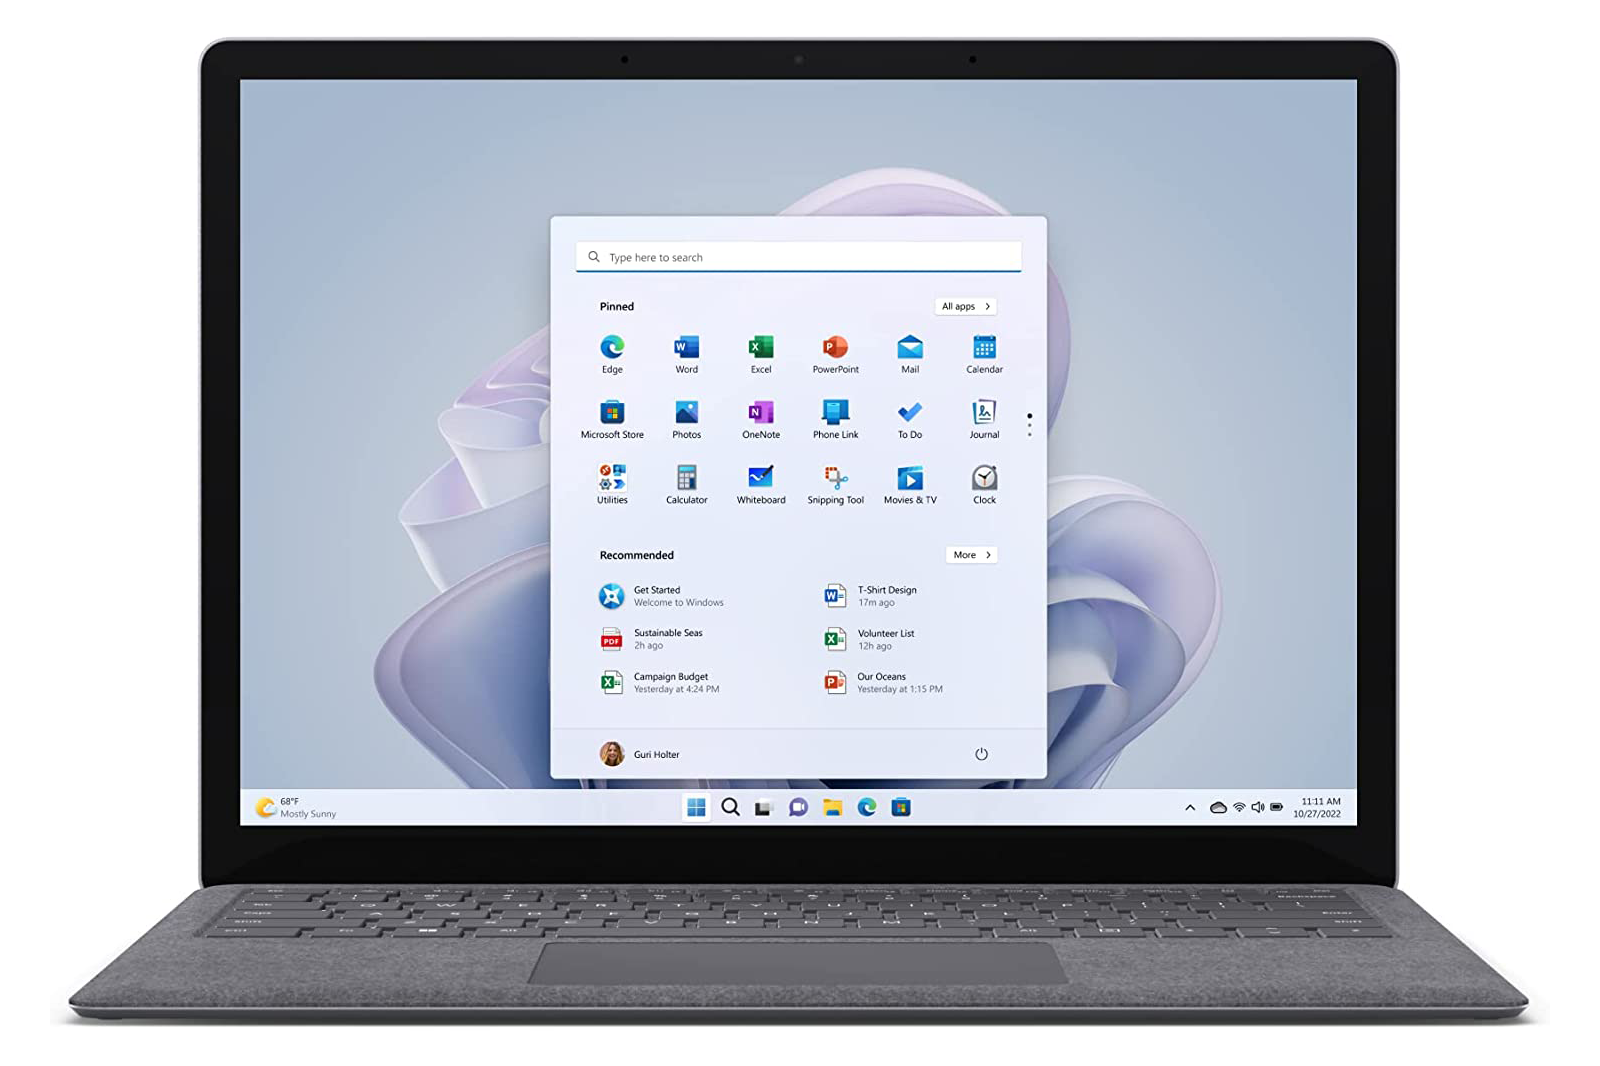 Type here to search
Pinned
All apps
Edge
Word
Excel
PowerPoint
Mail
Calendar
Microsoft Store
Photos
OneNote
Phone Link
To Do
Journal
Utilities
Calculator
Whiteboard
Snipping Tool
Movies & TV
Clock
Recommended
More
Get Started
Welcome to Windows
T-Shirt Design
17m ago
PDF
Sustainable Seas
2h ago
Volunteer List
12h ago
Campaign Budget
Yesterday at 4:24 PM
Our Oceans
Yesterday at 1:15 PM
Guri Holter
68°F
Mostly Sunny
11:11 AM
10/27/2022